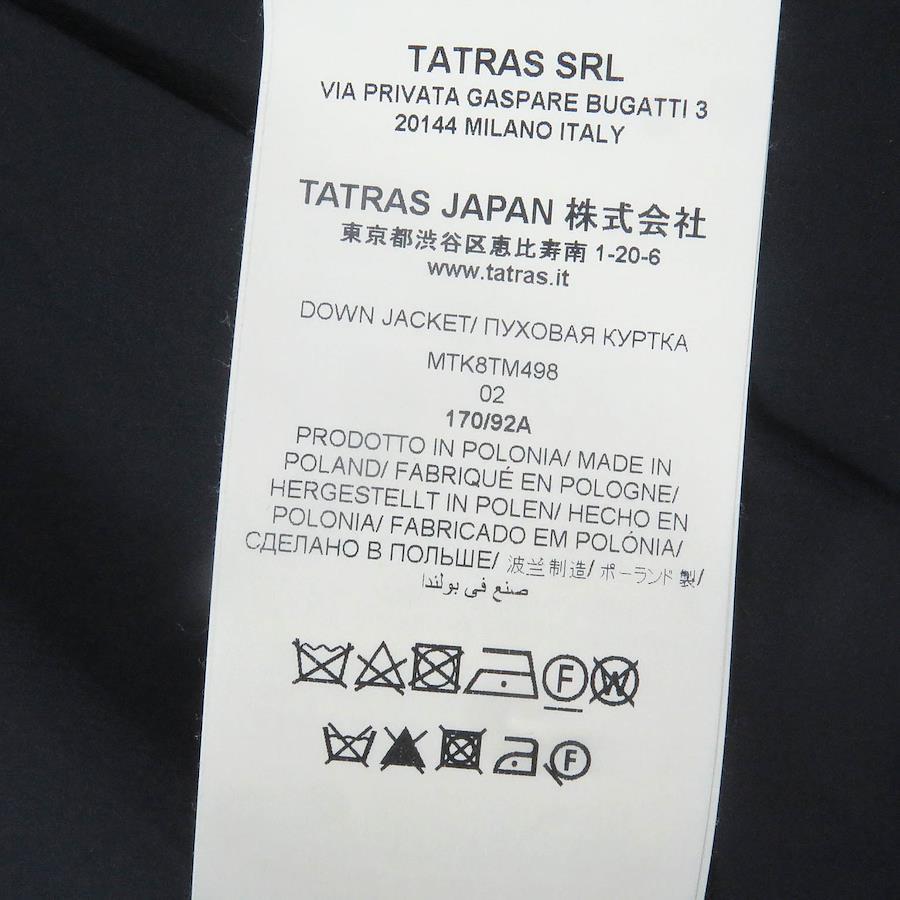 TATRAS SRL
VIA PRIVATA GASPARE BUGATTI 3
20144 MILANO ITALY
TATRAS JAPAN 株式会社
東京都渋谷区恵比寿南 1-20-6
www.tatras.it
DOWN JACKET/ ПУХОВАЯ КУРТКА
MTK8TM498
02
170/92A
PRODOTTO IN POLONIA/ MADE IN
POLAND/ FABRIQUÉ EN POLOGNE/
HERGESTELLT IN POLEN/ HECHO EN
POLONIA/ FABRICADO EM POLÓNIA/
СДЕЛАНО В ПОЛЬШЕ/ 波兰制造/ ポーランド製/
صنع في بولندا
F W
F